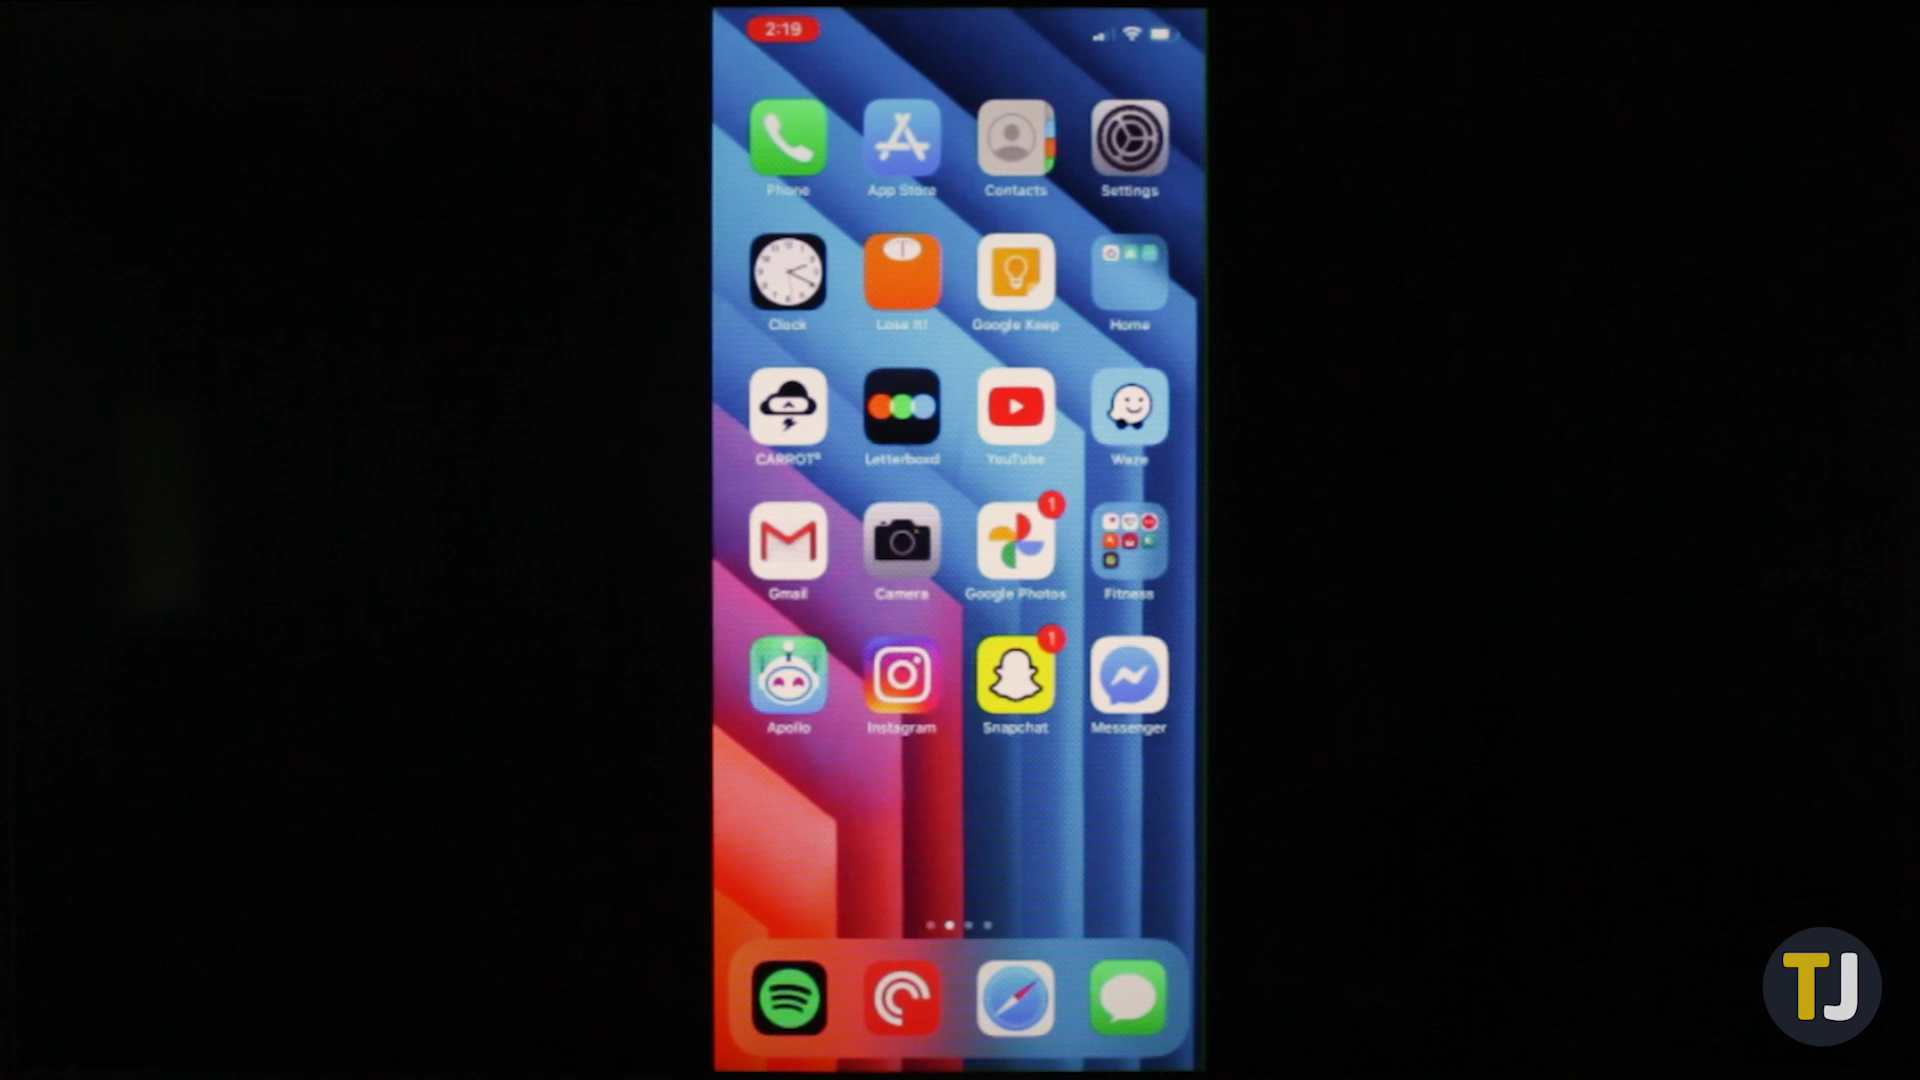 2:19
Phone App Store Contacts Settings
Clock Lose It! Google Keep Home
CARROT⁵ Letterboxd YouTube Waze
1
Gmail Camera Google Photos Fitness
1
Apollo Instagram Snapchat Messenger
TJ